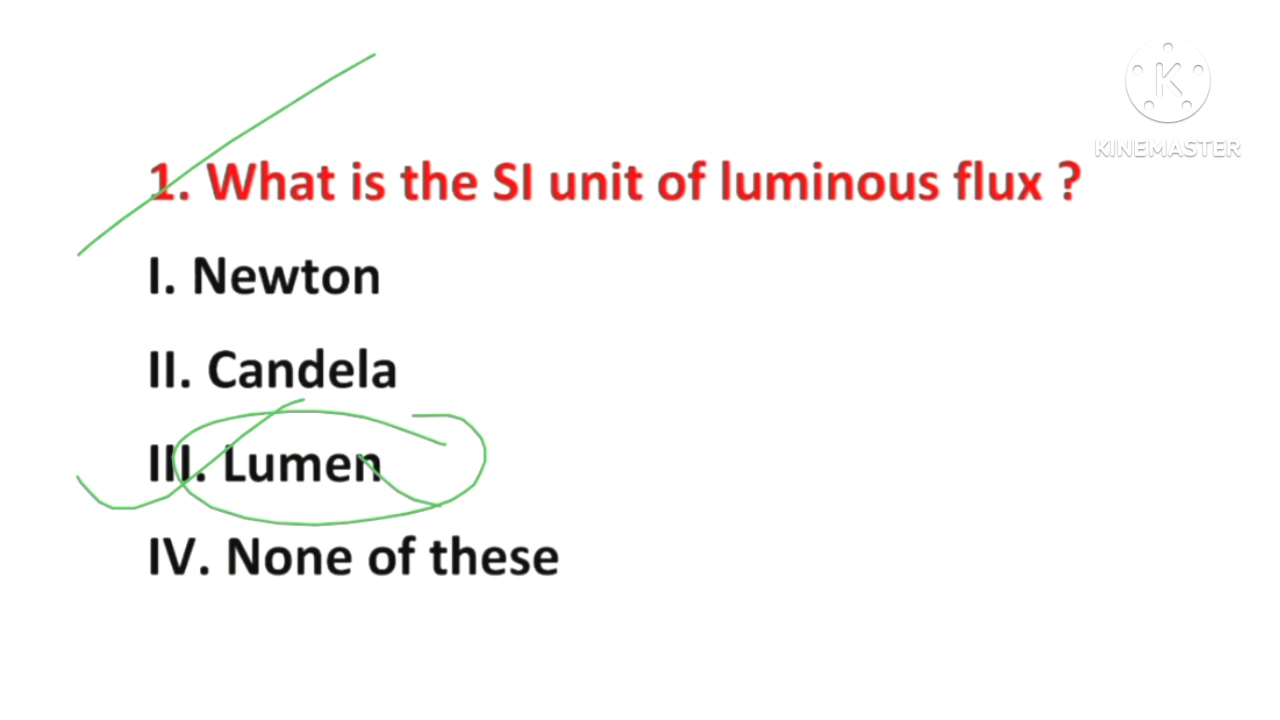 K
KINEMASTER
1. What is the SI unit of luminous flux ?
I. Newton
II. Candela
III. Lumen
IV. None of these